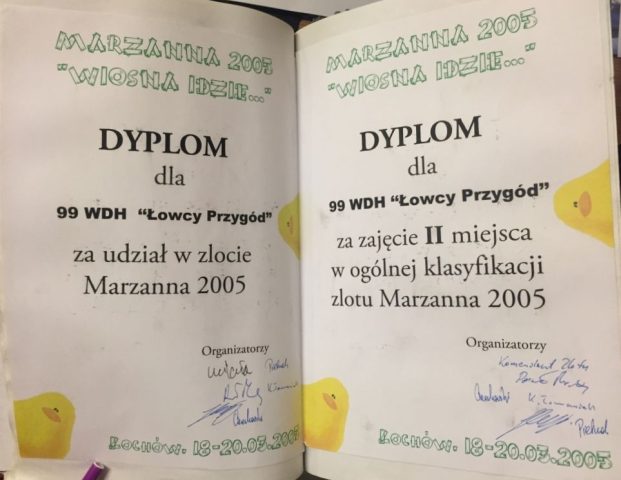 MARZANNA 2005
"WIOSNA IDZIE..."
DYPLOM
dla
99 WDH "Łowcy Przygód"
za udział w zlocie
Marzanna 2005
Organizatorzy
Bochów, 18-20.03.2005
MARZANNA 2005
"WIOSNA IDZIE..."
DYPLOM
dla
99 WDH "Łowcy Przygód"
za zajęcie II miejsca
w ogólnej klasyfikacji
zlotu Marzanna 2005
Organizatorzy
Komendant Zlotu
Bochów, 18-20.03.2005